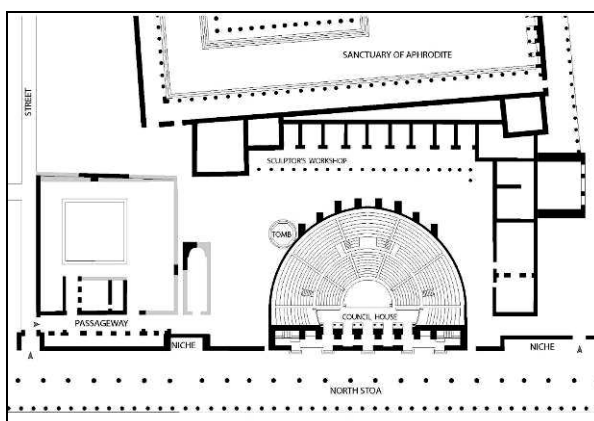 SANCTUARY OF APHRODITE
STREET
SCULPTOR'S WORKSHOP
TOMB
COUNCIL HOUSE
PASSAGEWAY
NICHE
NICHE
NORTH STOA